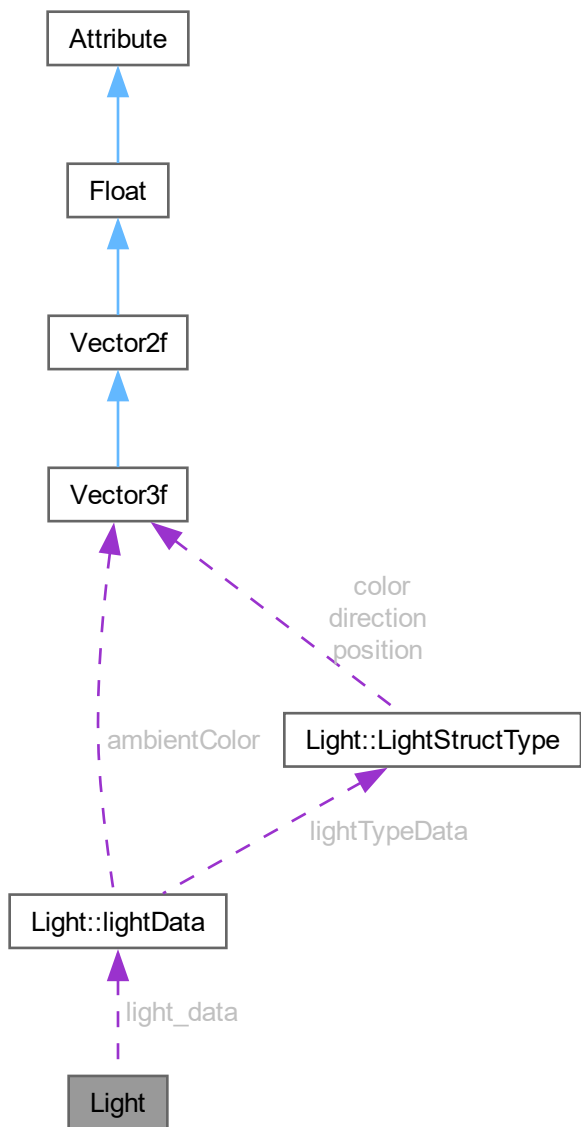 Attribute
Float
Vector2f
Vector3f
color
direction
position
Light::LightStructType
ambientColor
lightTypeData
Light::lightData
light_data
Light